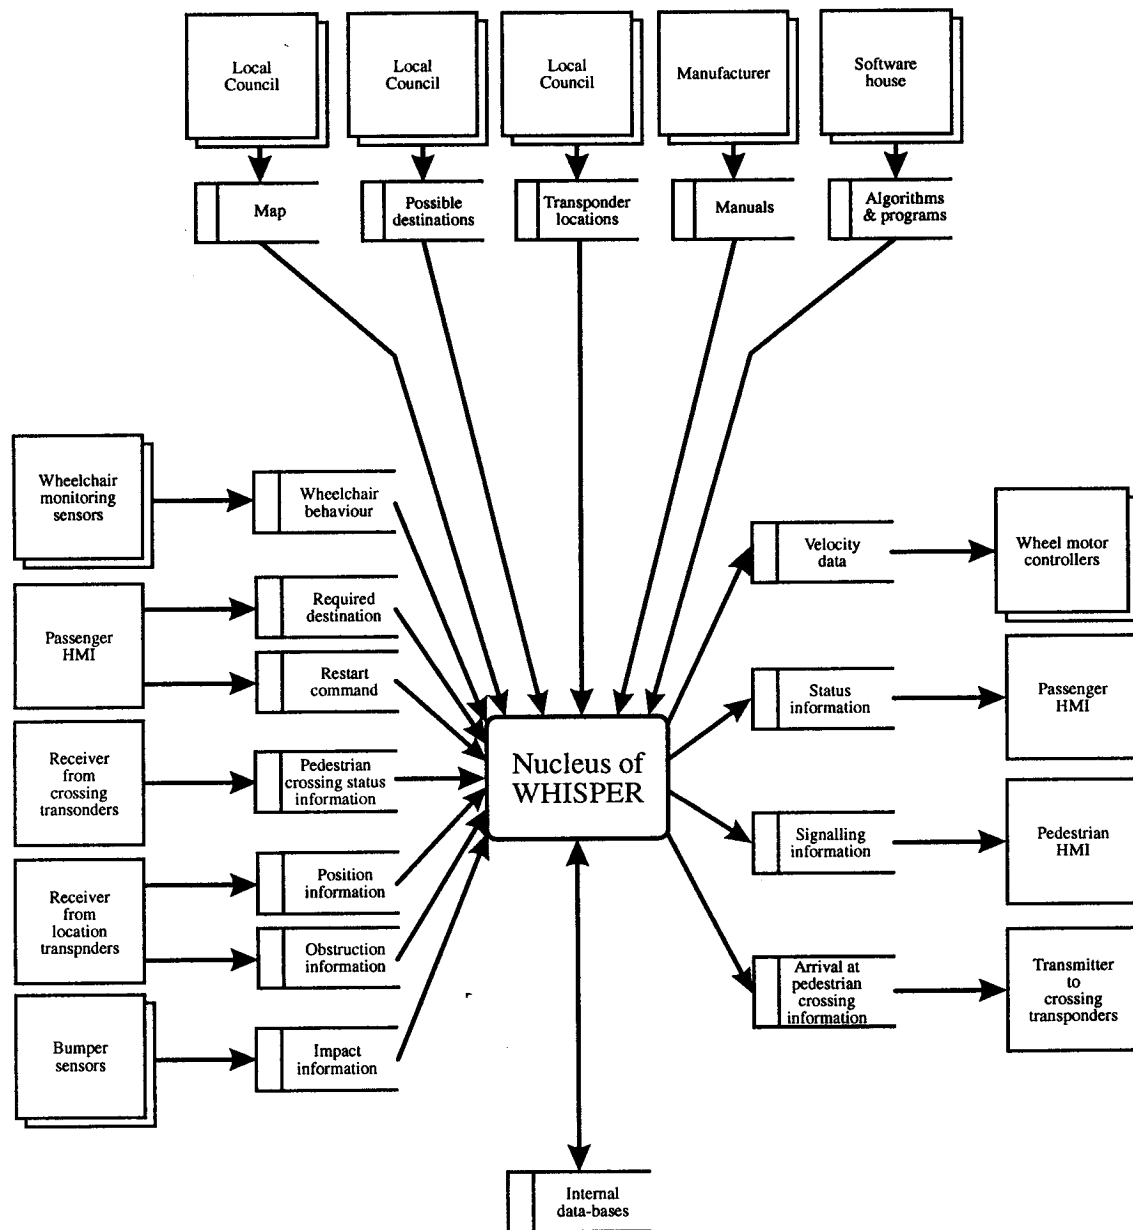 Local
Council
Local
Council
Local
Council
Manufacturer
Software
house
Map
Possible
destinations
Transponder
locations
Manuals
Algorithms
& programs
Wheelchair
monitoring
sensors
Wheelchair
behaviour
Passenger
HMI
Required
destination
Restart
command
Receiver
from
crossing
transonders
Pedestrian
crossing status
information
Receiver
from
location
transpnders
Position
information
Obstruction
information
Bumper
sensors
Impact
information
Nucleus of
WHISPER
Velocity
data
Wheel motor
controllers
Status
information
Passenger
HMI
Signalling
information
Pedestrian
HMI
Arrival at
pedestrian
crossing
information
Transmitter
to
crossing
transponders
Internal
data-bases